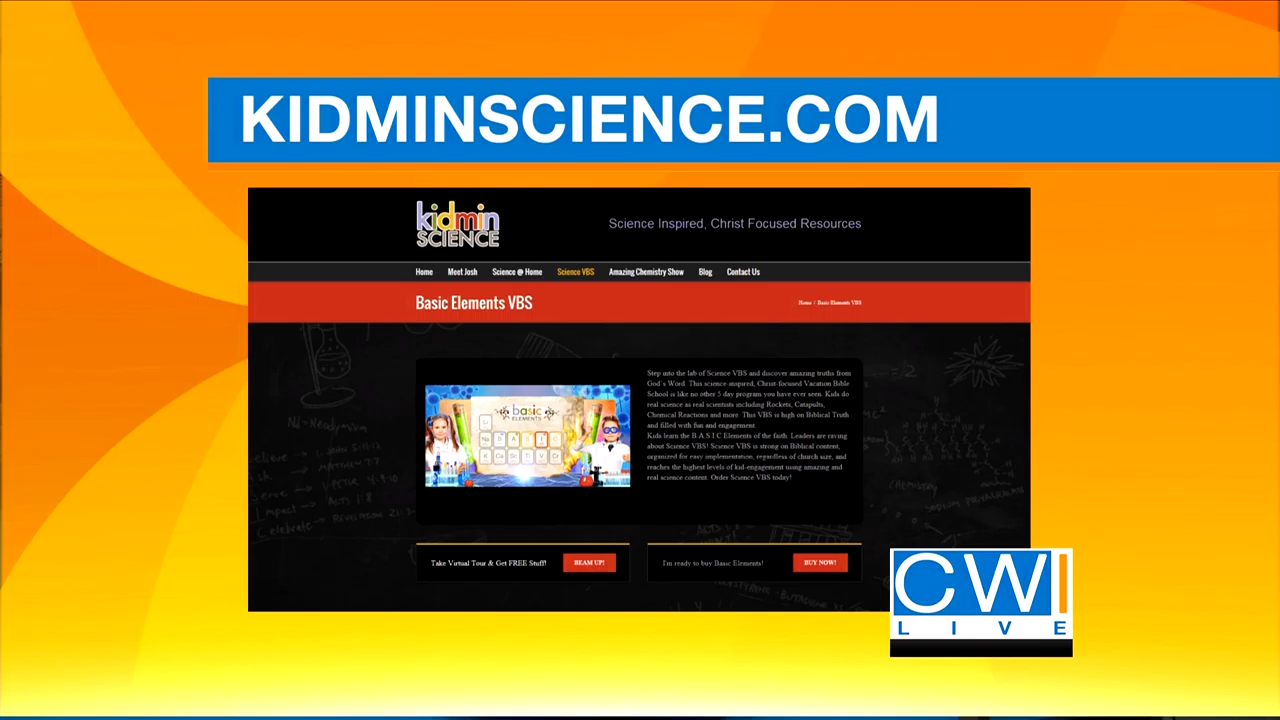 KIDMINSCIENCE.COM
kidmin
SCIENCE
Science Inspired, Christ Focused Resources
Home Meet Josh Science @ Home Science VBS Amazing Chemistry Show Blog Contact Us
Basic Elements VBS
Home / Basic Elements VBS
Step into the lab of Science VBS and discover amazing truths from
God's Word. This science-inspired, Christ-focused Vacation Bible
School is like no other 5 day program you have ever seen. Kids do
real science as real scientists including Rockets, Catapults,
Chemical Reactions and more. This VBS is high on Biblical Truth
and filled with fun and engagement.
Kids learn the B.A.S.I.C Elements of the faith. Leaders are raving
about Science VBS! Science VBS is strong on Biblical content,
organized for easy implementation, regardless of church size, and
reaches the highest levels of kid-engagement using amazing and
real science content. Order Science VBS today!
basic
ELEMENTS
Li
Na B A S I C
K Ca Sc Ti V Cr
Take Virtual Tour & Get FREE Stuff! BEAM UP!
I'm ready to buy Basic Elements! BUY NOW!
CW
LIVE